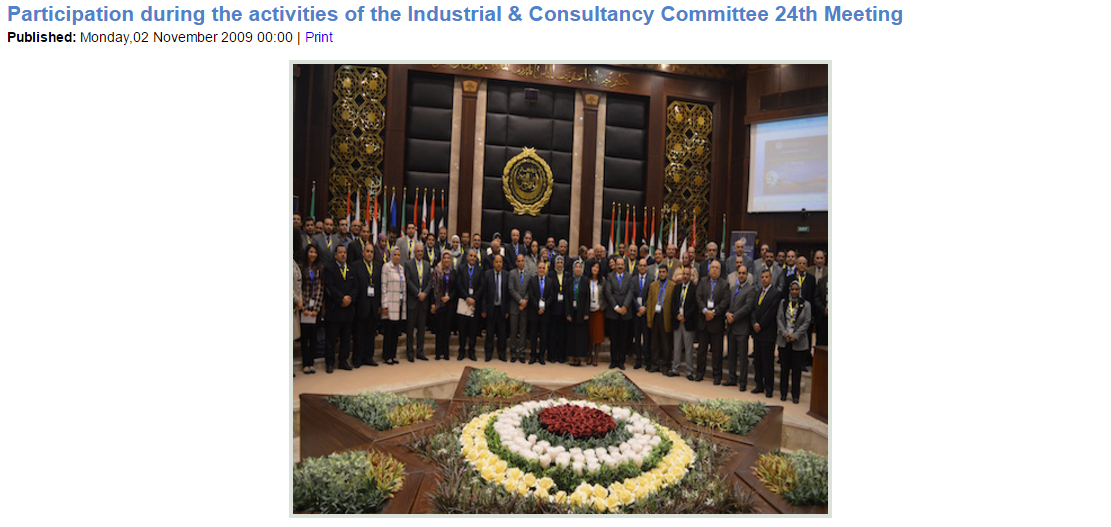 Participation during the activities of the Industrial & Consultancy Committee 24th Meeting
Published: Monday,02 November 2009 00:00 | Print